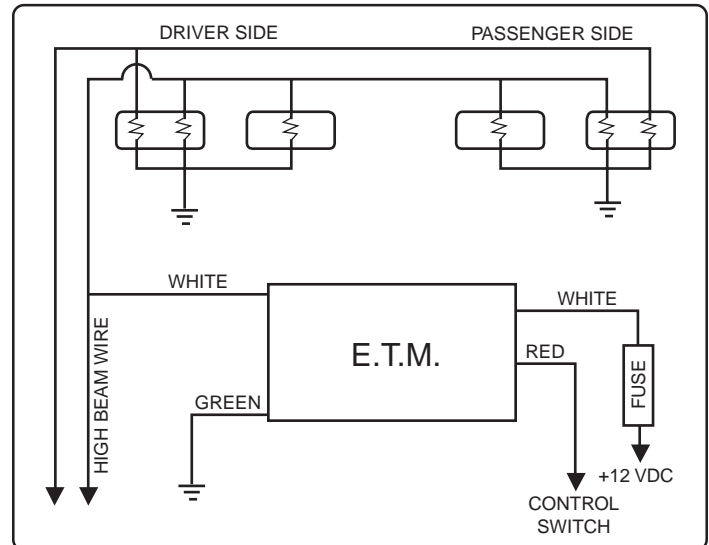 DRIVER SIDE
PASSENGER SIDE
WHITE
WHITE
E.T.M.
RED
GREEN
HIGH BEAM WIRE
FUSE
+12 VDC
CONTROL
SWITCH